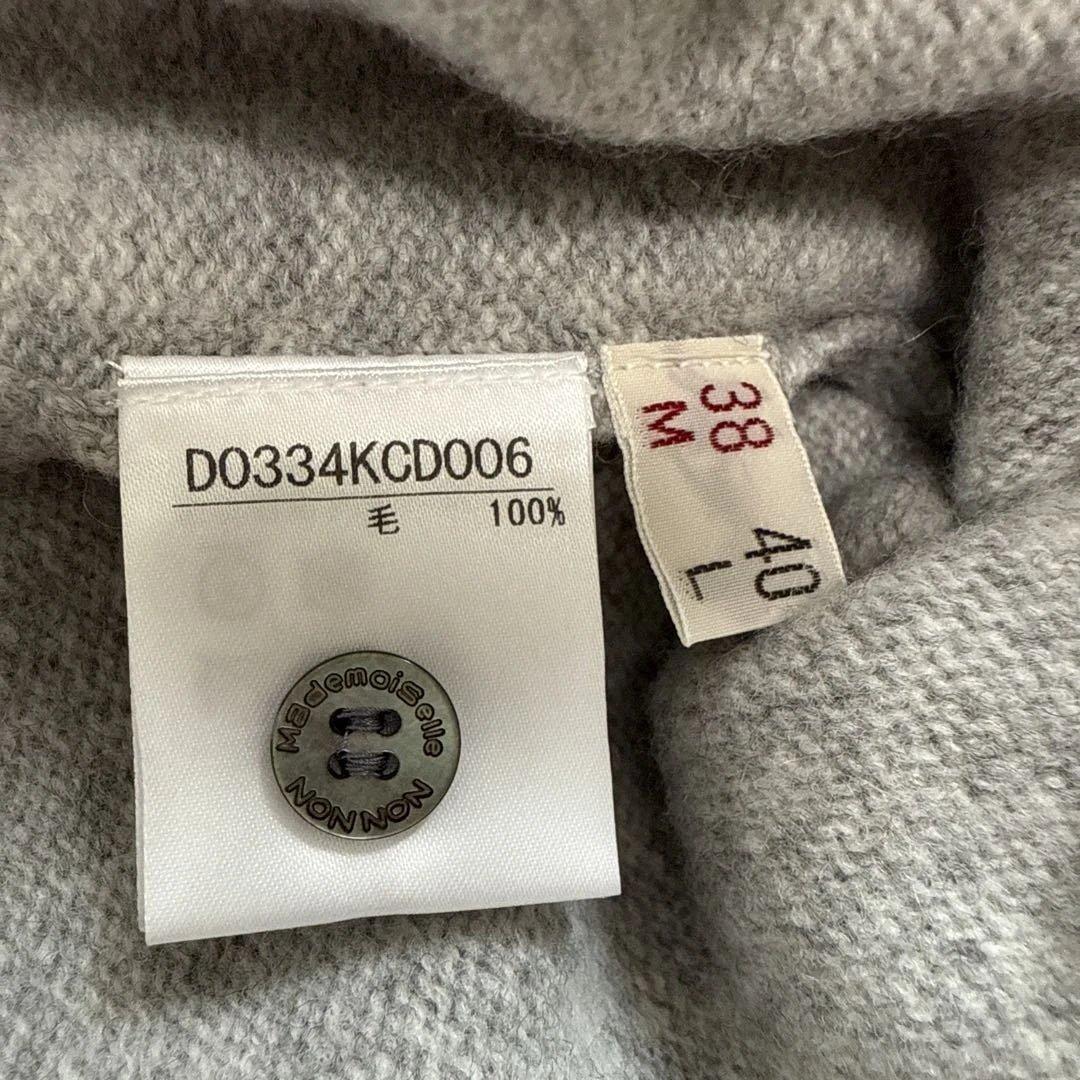 D0334KCD006
毛 100%
Mademoiselle
NON NON
38
M
40
L